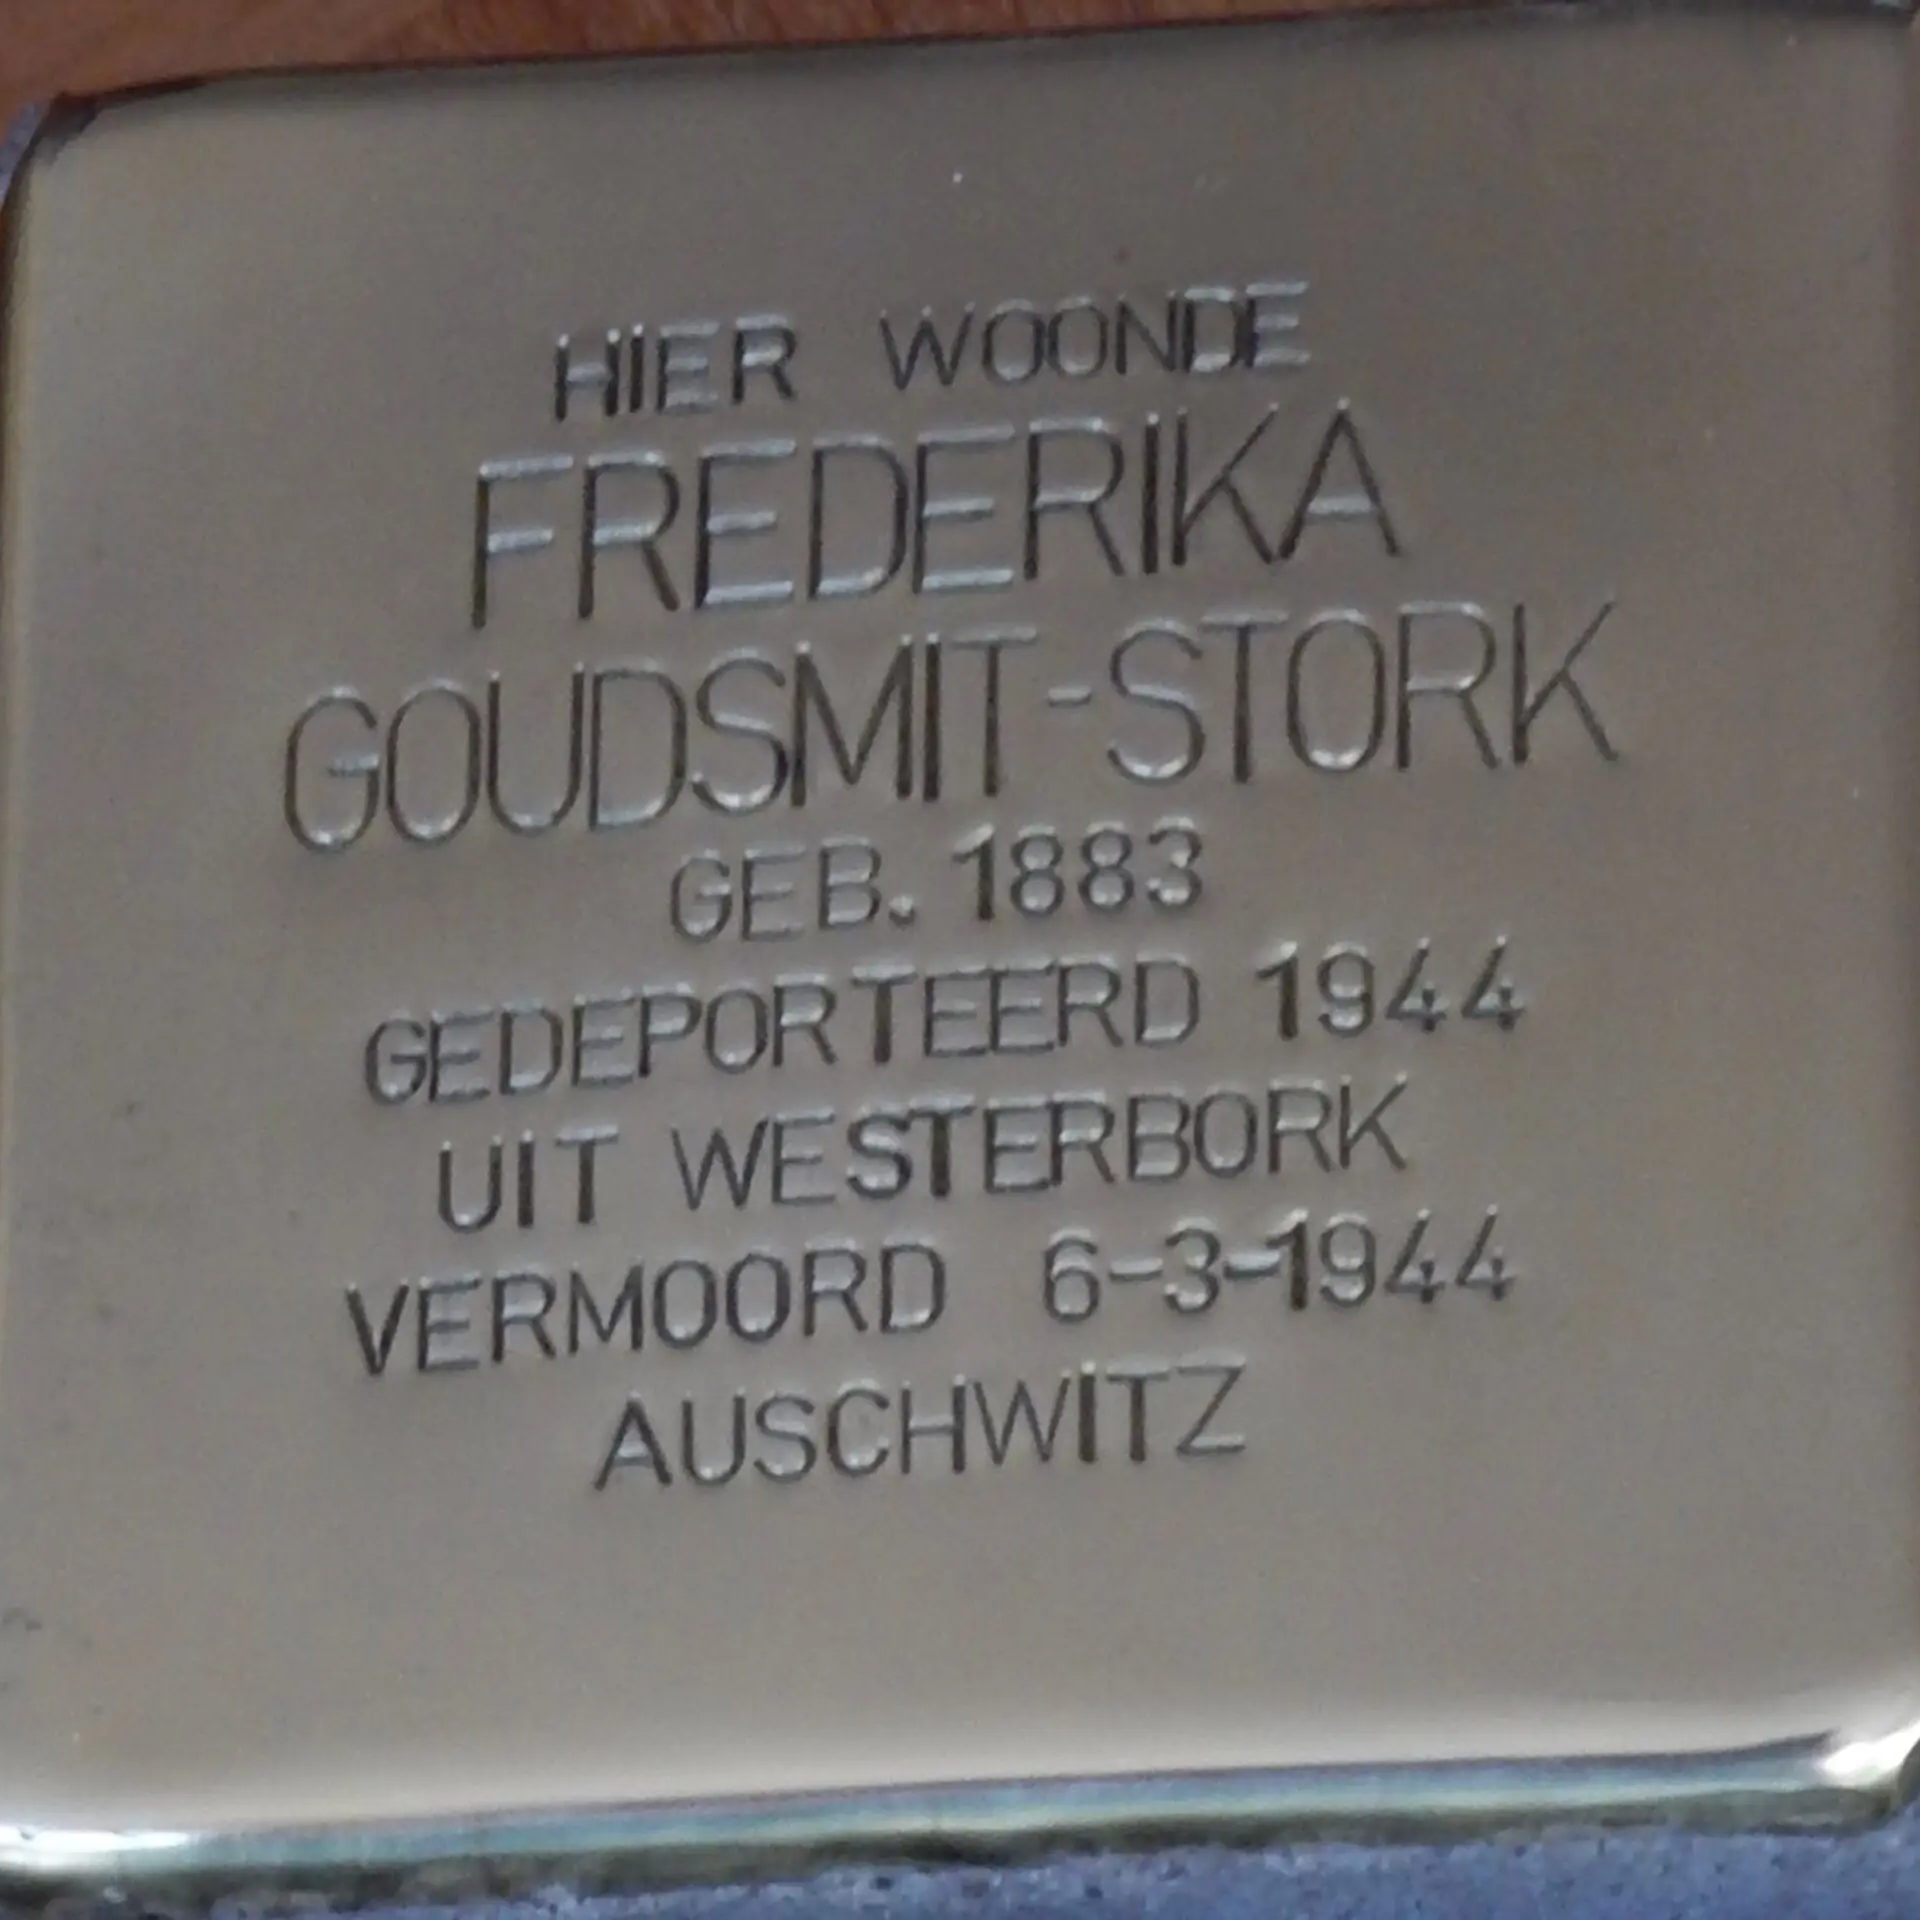 HIER WOONDE
FREDERIKA
GOUDSMIT-STORK
GEB. 1883
GEDEPORTEERD 1944
UIT WESTERBORK
VERMOORD 6-3-1944
AUSCHWITZ